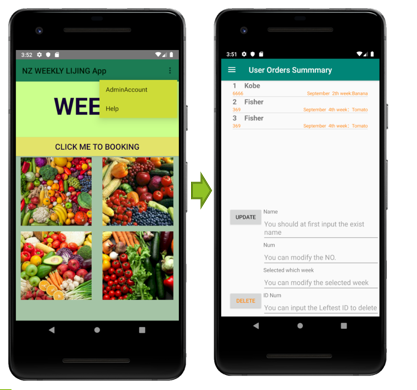 3:52
NZ WEEKLY LIJING App
AdminAccount
Help
WEE
CLICK ME TO BOOKING
3:51
User Orders Summmary
1 Kobe
September 5th week:Banana
2 Fisher
269 September 4th week: Tomato
3 Fisher
269 September 4th week: Tomato
Name
UPDATE
You should at first input the exist
name
Num
You can modify the NO.
Selected which week
You can modify the selected week
ID Num
DELETE
You can input the Leftest ID to delete